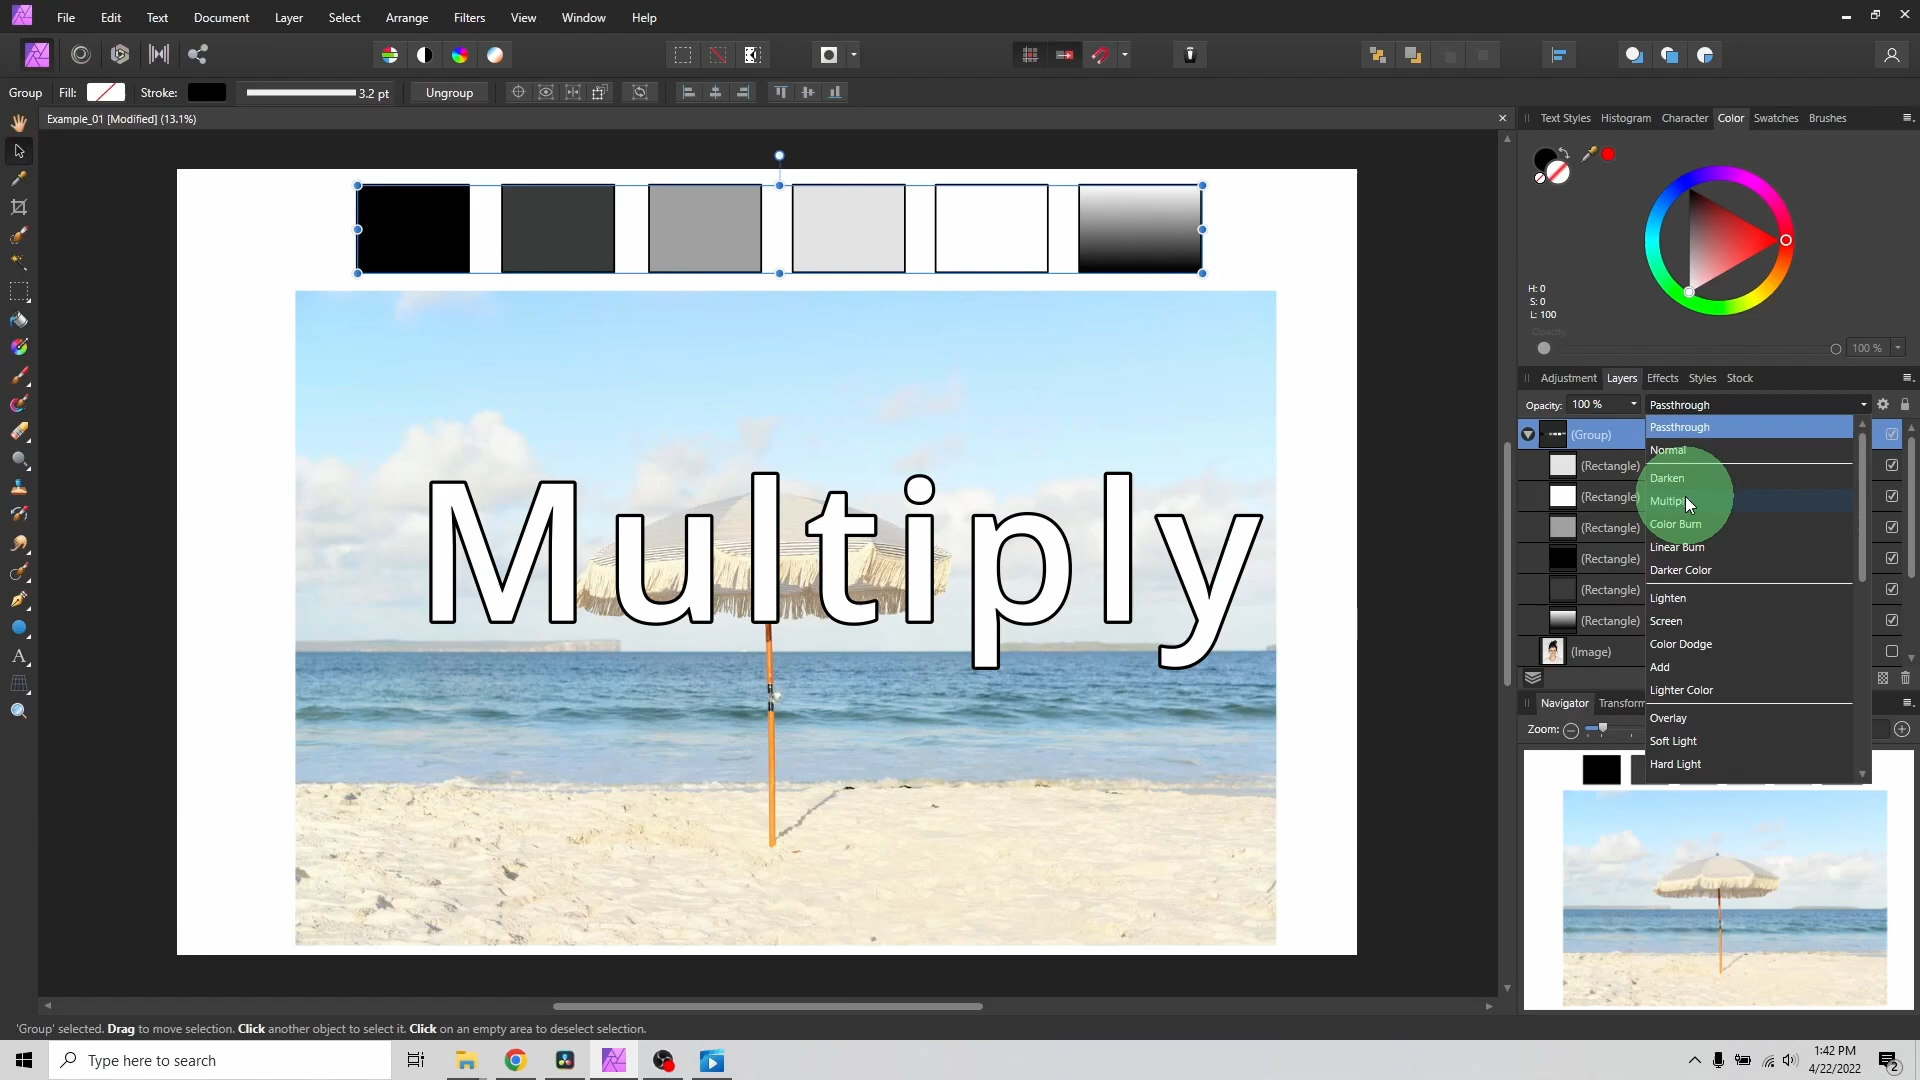 File Edit Text Document Layer Select Arrange Filters View Window Help
Group Fill: Stroke: 3.2 pt Ungroup
Example_01 [Modified] (13.1%)
Text Styles Histogram Character Color Swatches Brushes
H: 0
S: 0
L: 100
Opacity
100 %
Adjustment Layers Effects Styles Stock
Opacity: 100 % Passthrough
(Group)
(Rectangle)
(Rectangle)
(Rectangle)
(Rectangle)
(Rectangle)
(Rectangle)
(Image)
Passthrough
Normal
Darken
Multiply
Color Burn
Linear Burn
Darker Color
Lighten
Screen
Color Dodge
Add
Lighter Color
Overlay
Soft Light
Hard Light
Multiply
Navigator Transform
Zoom:
'Group' selected. Drag to move selection. Click another object to select it. Click on an empty area to deselect selection.
Type here to search
1:42 PM
4/22/2022
2